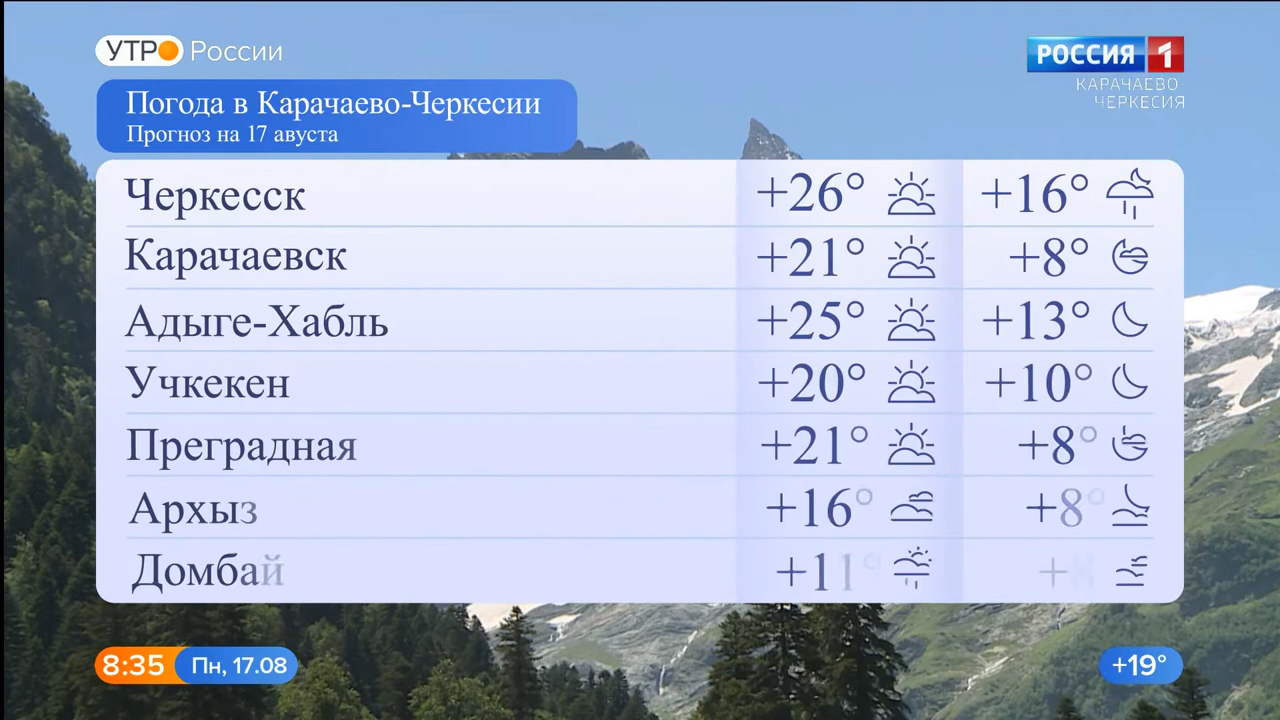 УТРО России
РОССИЯ 1
КАРАЧАЕВО
ЧЕРКЕСИЯ
Погода в Карачаево-Черкесии
Прогноз на 17 авуста
Черкесск +26° +16°
Карачаевск +21° +8°
Адыге-Хабль +25° +13°
Учкекен +20° +10°
Преградная +21° +8°
Архыз +16° +8°
Домбай +11°
8:35 Пн, 17.08 +19°